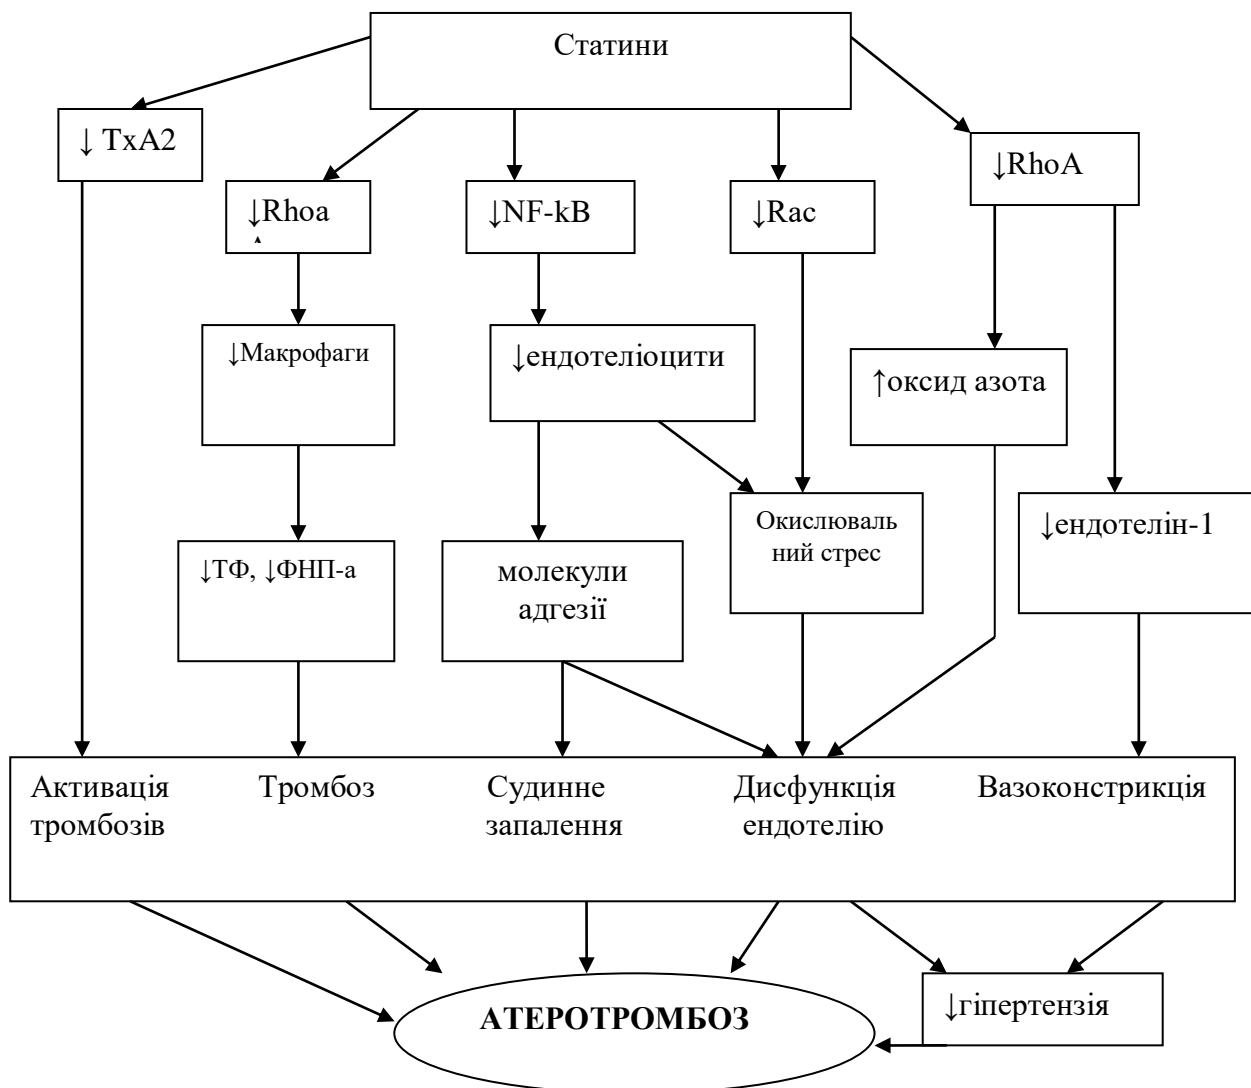 Статини
↓ TxA2
↓RhoA
↓Rhoa
↓NF-kB
↓Rac
↓Макрофаги
↓ендотеліоцити
↑оксид азота
Окислюваль
ний стрес
↓ендотелін-1
↓ТФ, ↓ФНП-а
молекули
адгезії
Активація
тромбозів
Тромбоз
Судинне
запалення
Дисфункція
ендотелію
Вазоконстрикція
АТЕРОТРОМБОЗ
↓гіпертензія